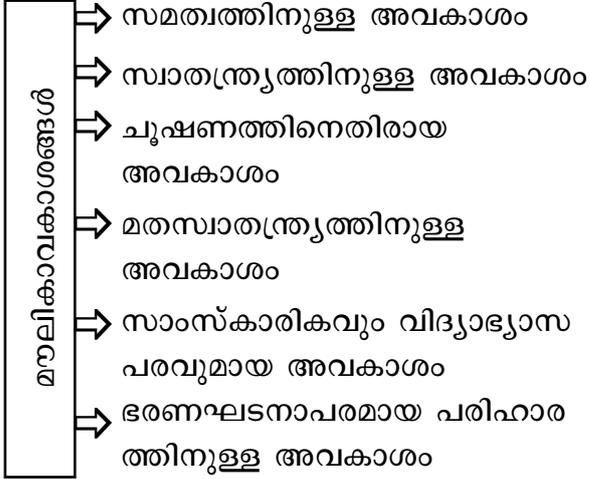 മൗലികാവകാശങ്ങൾ
സമത്വത്തിനുള്ള അവകാശം
സ്വാതന്ത്ര്യത്തിനുള്ള അവകാശം
ചൂഷണത്തിനെതിരായ
അവകാശം
മതസ്വാതന്ത്ര്യത്തിനുള്ള
അവകാശം
സാംസ്കാരികവും വിദ്യാഭ്യാസ
പരവുമായ അവകാശം
ഭരണഘടനാപരമായ പരിഹാര
ത്തിനുള്ള അവകാശം